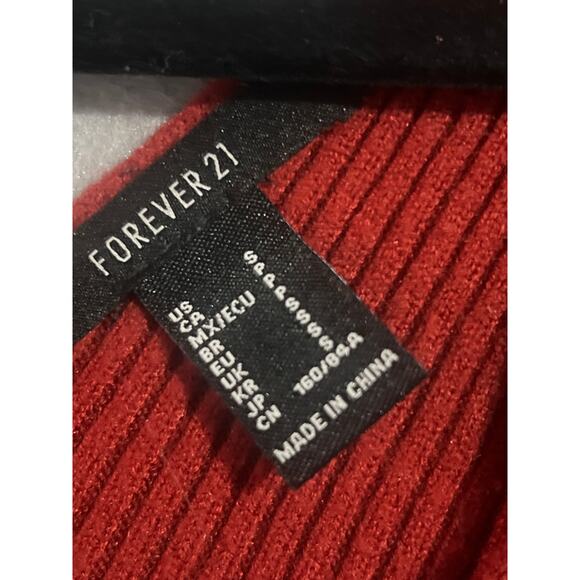 FOREVER 21
US S
CA P
MX/ECU P
BR P
EU S
UK S
KR S
JP S
CN 160/84A
MADE IN CHINA